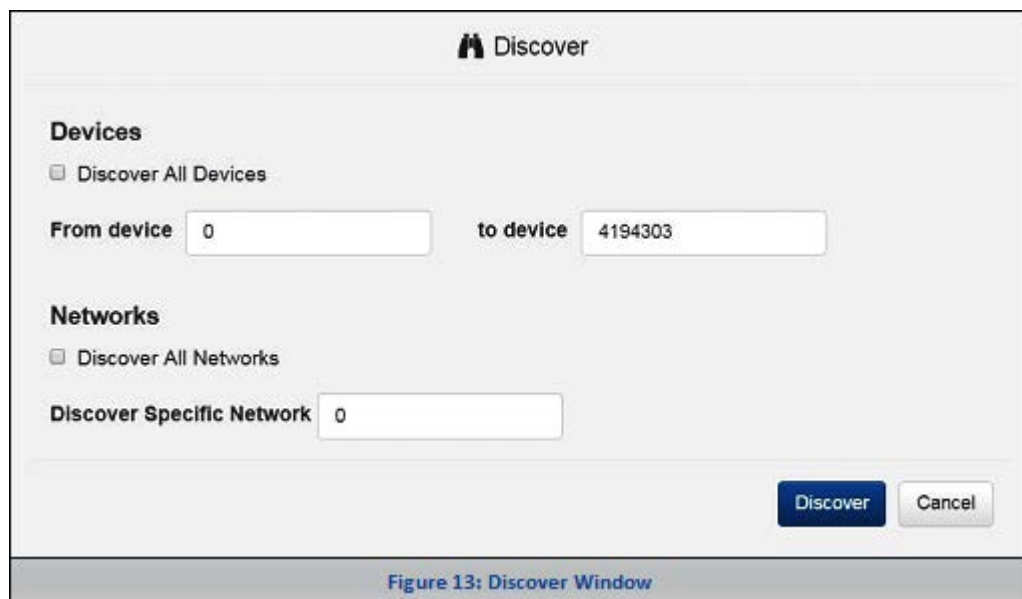 Discover
Devices
Discover All Devices
From device 0 to device 4194303
Networks
Discover All Networks
Discover Specific Network 0
Discover Cancel
Figure 13: Discover Window